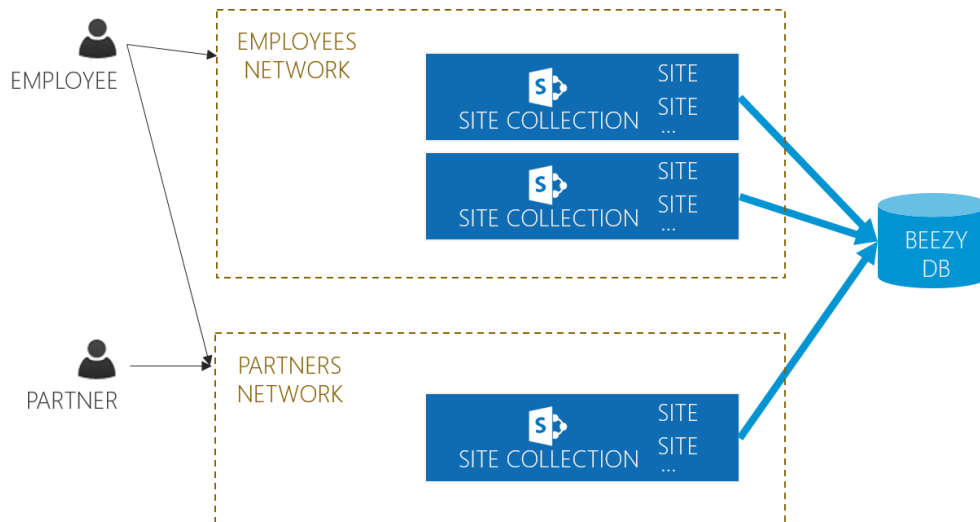 EMPLOYEE
EMPLOYEES
NETWORK
S
SITE COLLECTION
SITE
SITE
...
S
SITE COLLECTION
SITE
SITE
...
BEEZY
DB
PARTNER
PARTNERS
NETWORK
S
SITE COLLECTION
SITE
SITE
...